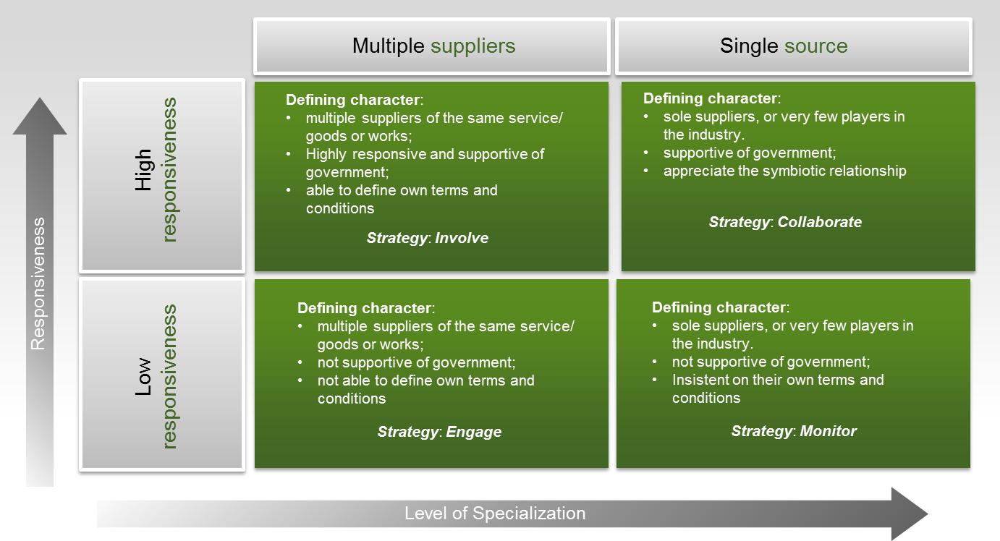 Multiple suppliers
Single source
Responsiveness
High
responsiveness
Defining character:
• multiple suppliers of the same service/
goods or works;
• Highly responsive and supportive of
government;
• able to define own terms and
conditions
Strategy: Involve
Defining character:
• sole suppliers, or very few players in
the industry.
• supportive of government;
• appreciate the symbiotic relationship
Strategy: Collaborate
Low
responsiveness
Defining character:
• multiple suppliers of the same service/
goods or works;
• not supportive of government;
• not able to define own terms and
conditions
Strategy: Engage
Defining character:
• sole suppliers, or very few players in
the industry.
• not supportive of government;
• Insistent on their own terms and
conditions
Strategy: Monitor
Level of Specialization